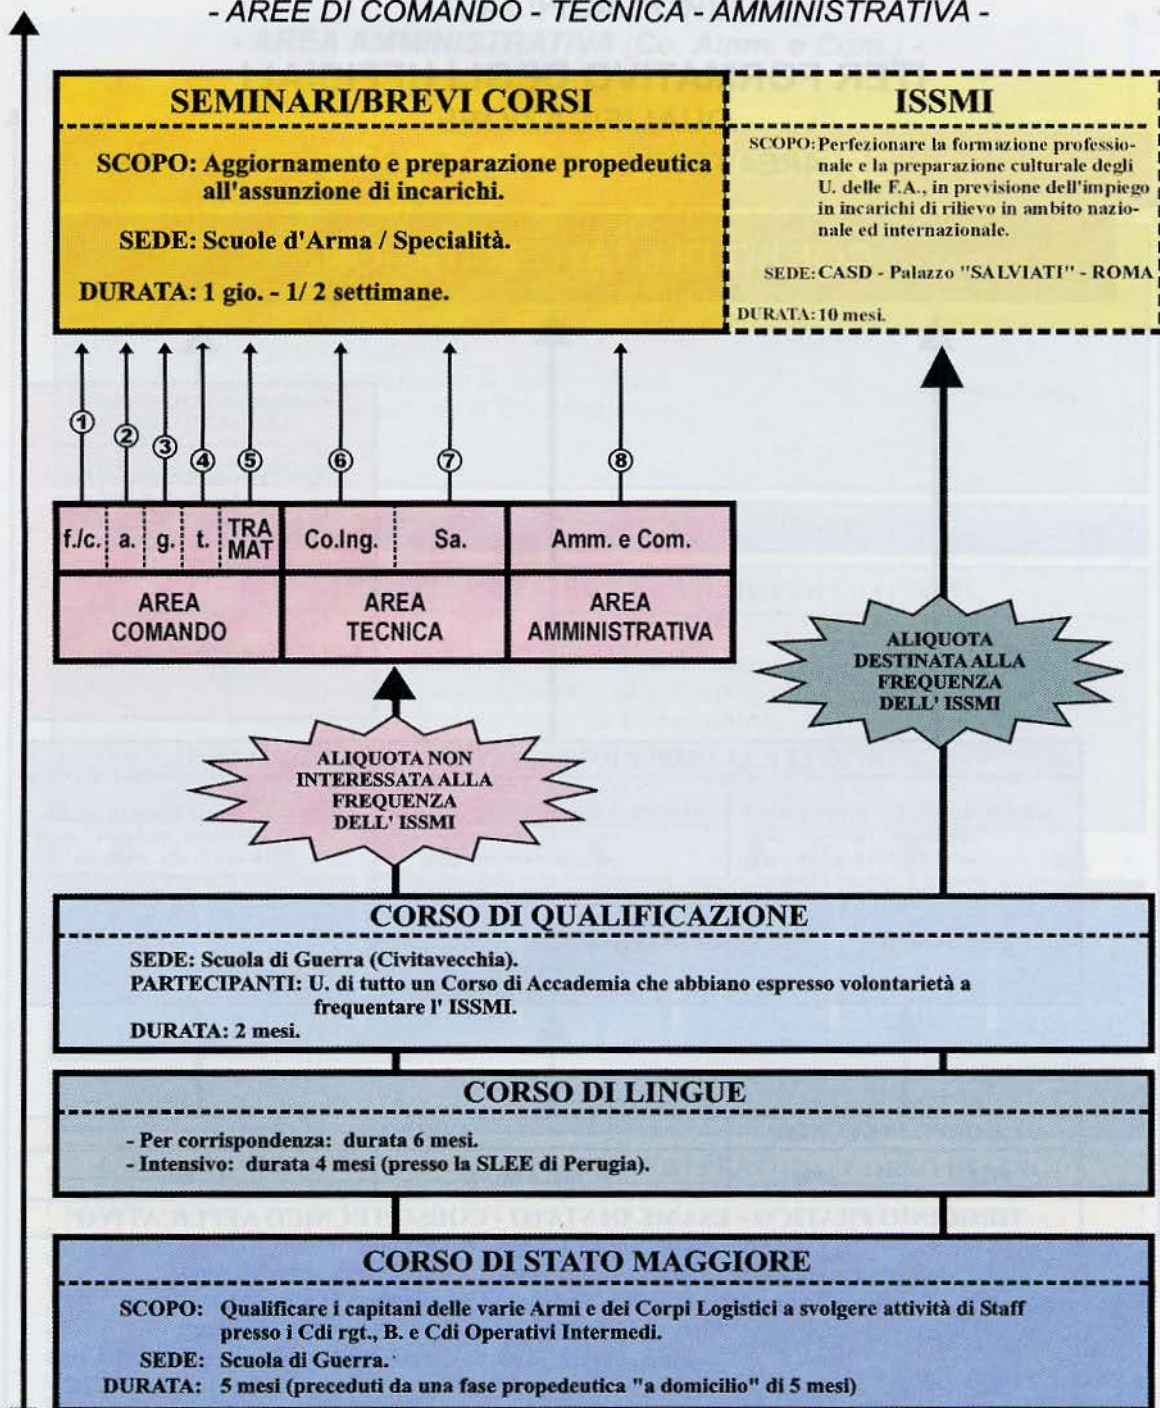 - AREE DI COMANDO - TECNICA - AMMINISTRATIVA -
SEMINARI/BREVI CORSI
SCOPO: Aggiornamento e preparazione propedeutica
all'assunzione di incarichi.
SEDE: Scuole d'Arma / Specialità.
DURATA: 1 gio. - 1/ 2 settimane.
ISSMI
SCOPO: Perfezionare la formazione professio-
nale e la preparazione culturale degli
U. delle F.A., in previsione dell'impiego
in incarichi di rilievo in ambito nazio-
nale ed internazionale.
SEDE: CASD - Palazzo "SALVIATI" - ROMA
DURATA: 10 mesi.
1 2 3 4 5 6 7 8
f./c. a. g. t. TRA
MAT
Co.Ing. Sa. Amm. e Com.
AREA
COMANDO
AREA
TECNICA
AREA
AMMINISTRATIVA
ALIQUOTA
DESTINATA ALLA
FREQUENZA
DELL' ISSMI
ALIQUOTA NON
INTERESSATA ALLA
FREQUENZA
DELL' ISSMI
CORSO DI QUALIFICAZIONE
SEDE: Scuola di Guerra (Civitavecchia).
PARTECIPANTI: U. di tutto un Corso di Accademia che abbiano espresso volontarietà a
frequentare l' ISSMI.
DURATA: 2 mesi.
CORSO DI LINGUE
- Per corrispondenza: durata 6 mesi.
- Intensivo: durata 4 mesi (presso la SLEE di Perugia).
CORSO DI STATO MAGGIORE
SCOPO: Qualificare i capitani delle varie Armi e dei Corpi Logistici a svolgere attività di Staff
presso i Cdi rgt., B. e Cdi Operativi Intermedi.
SEDE: Scuola di Guerra.
DURATA: 5 mesi (preceduti da una fase propedeutica "a domicilio" di 5 mesi)